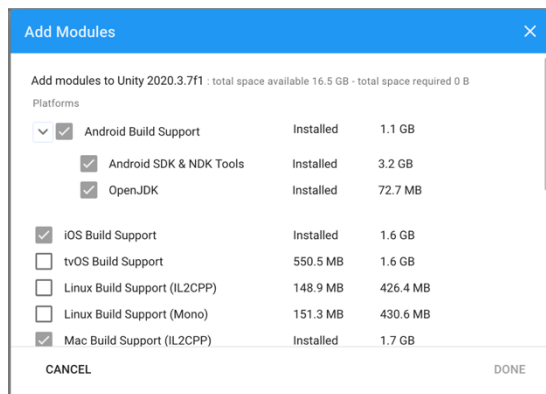 Add Modules
Add modules to Unity 2020.3.7f1 : total space available 16.5 GB - total space required 0 B
Platforms
Android Build Support Installed 1.1 GB
Android SDK & NDK Tools Installed 3.2 GB
OpenJDK Installed 72.7 MB
iOS Build Support Installed 1.6 GB
tvOS Build Support 550.5 MB 1.6 GB
Linux Build Support (IL2CPP) 148.9 MB 426.4 MB
Linux Build Support (Mono) 151.3 MB 430.6 MB
Mac Build Support (IL2CPP) Installed 1.7 GB
CANCEL DONE